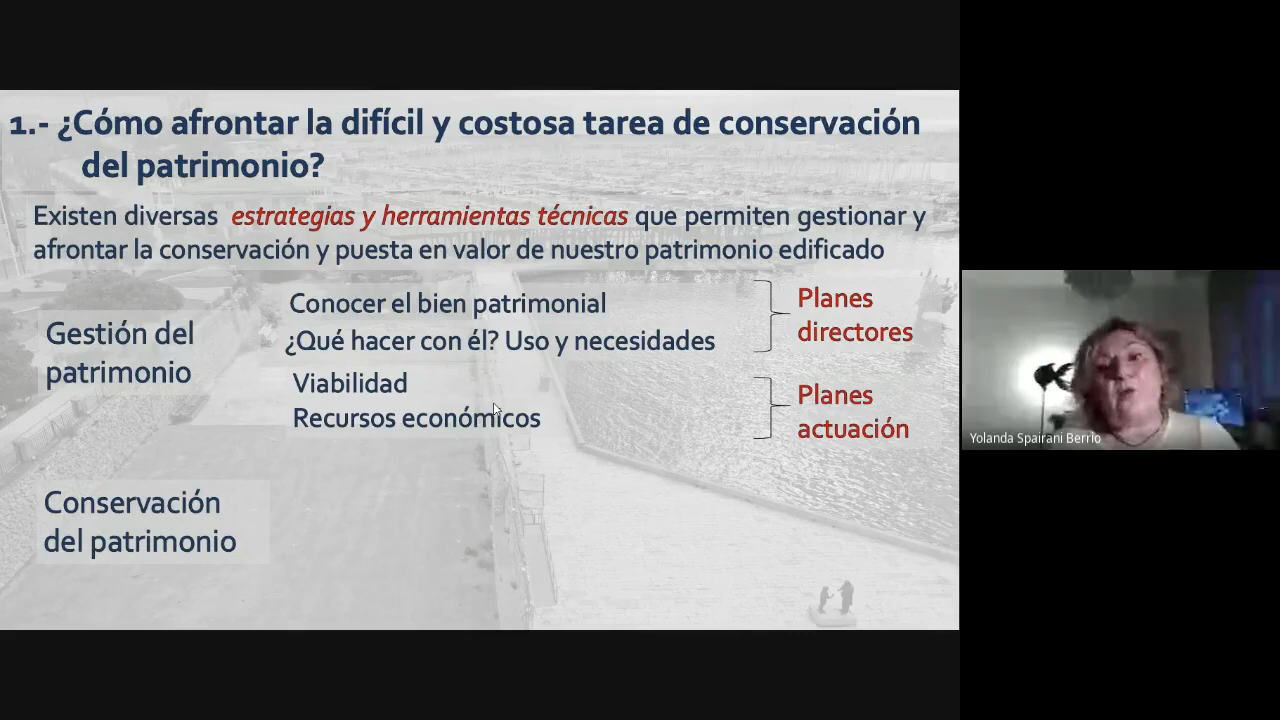 1.- ¿Cómo afrontar la difícil y costosa tarea de conservación
del patrimonio?
Existen diversas estrategias y herramientas técnicas que permiten gestionar y
afrontar la conservación y puesta en valor de nuestro patrimonio edificado
Gestión del
patrimonio
Conocer el bien patrimonial
¿Qué hacer con él? Uso y necesidades
Planes
directores
Viabilidad
Recursos económicos
Planes
actuación
Conservación
del patrimonio
Yolanda Spairani Berrio